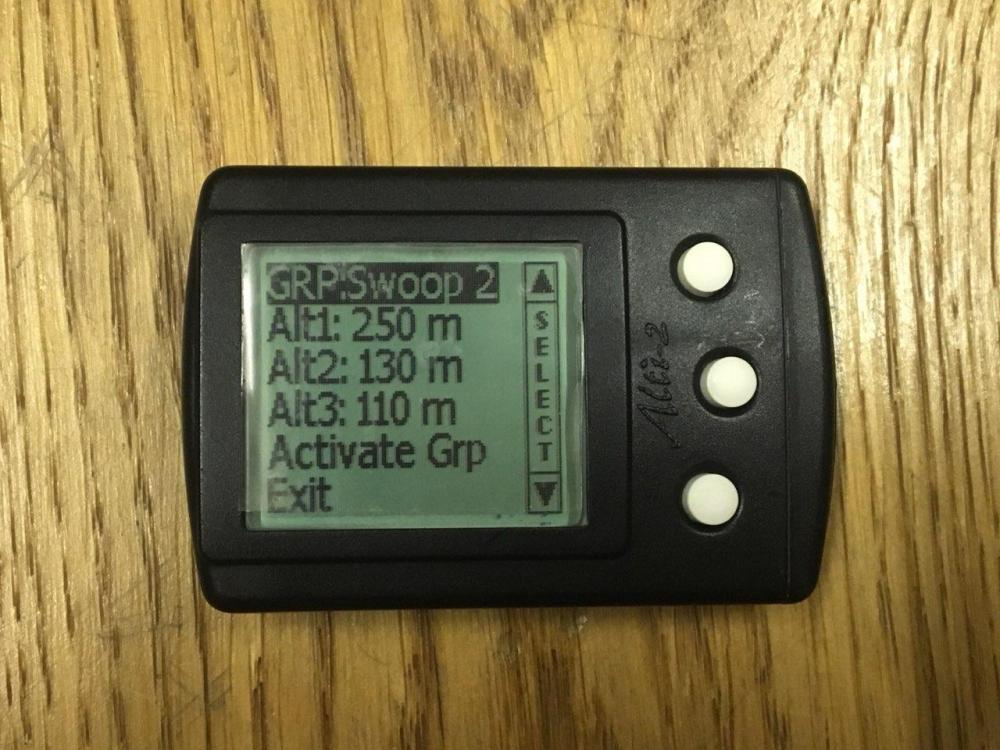 GRP:Swoop 2
Alt1: 250 m
Alt2: 130 m
Alt3: 110 m
Activate Grp
Exit
SELECT
Alti-2